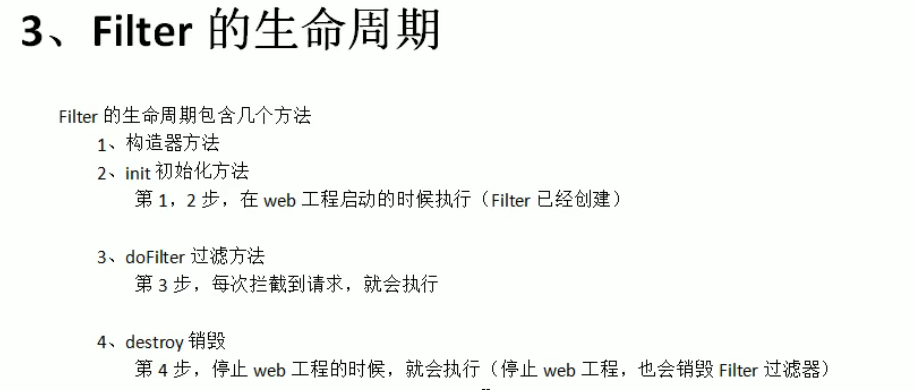 3、Filter 的生命周期
Filter 的生命周期包含几个方法
1、构造器方法
2、init 初始化方法
第 1，2 步，在 web 工程启动的时候执行（Filter 已经创建）
3、doFilter 过滤方法
第 3 步，每次拦截到请求，就会执行
4、destroy 销毁
第 4 步，停止 web 工程的时候，就会执行（停止 web 工程，也会销毁 Filter 过滤器）